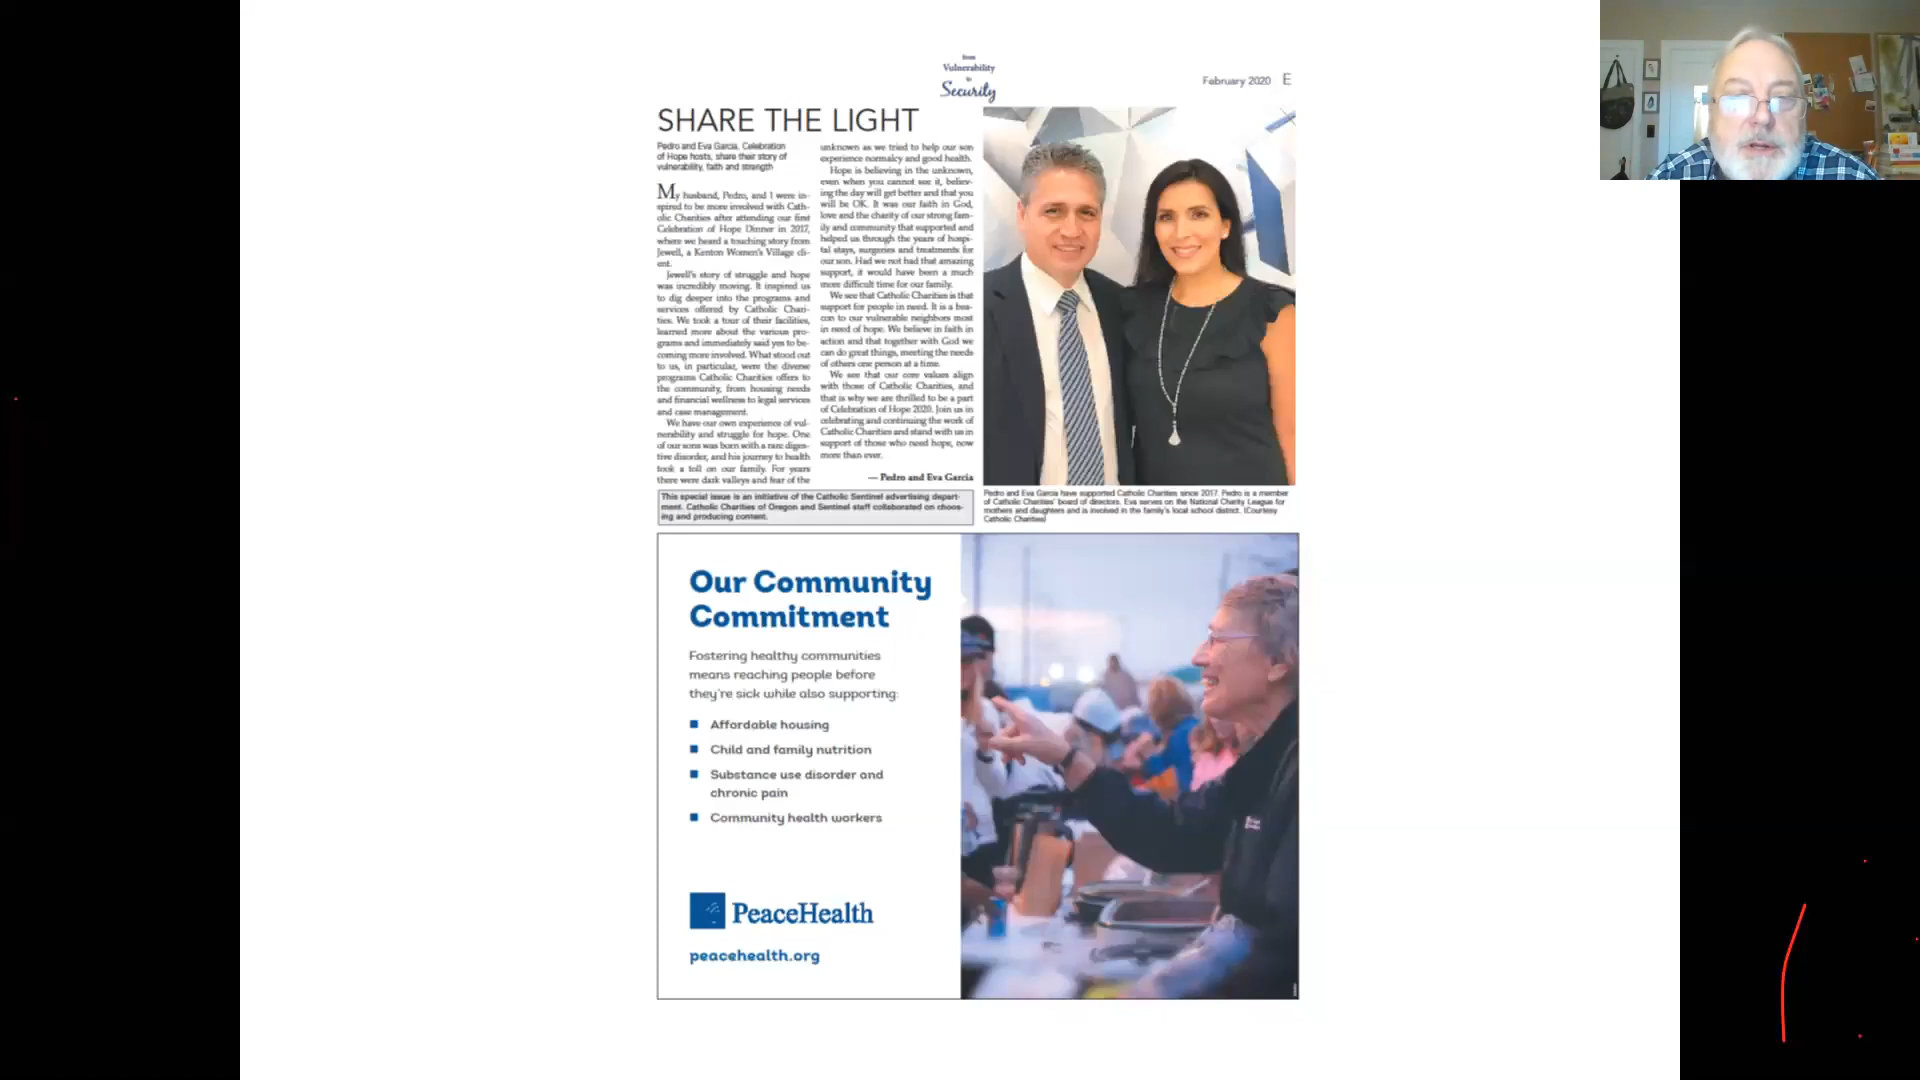 from
Vulnerability
to
Security
February 2020 E
SHARE THE LIGHT
Pedro and Eva Garcia, Celebration
of Hope hosts, share their story of
vulnerability, faith and strength
My husband, Pedro, and I were in-
spired to be more involved with Cath-
olic Charities after attending our first
Celebration of Hope Dinner in 2017,
where we heard a touching story from
Jewell, a Kenton Women's Village cli-
ent.
Jewell's story of struggle and hope
was incredibly moving. It inspired us
to dig deeper into the programs and
services offered by Catholic Chari-
ties. We took a tour of their facilities,
learned more about the various pro-
grams and immediately said yes to be-
coming more involved. What stood out
to us, in particular, were the diverse
programs Catholic Charities offers to
the community, from housing needs
and financial wellness to legal services
and case management.
We have our own experience of vul-
nerability and struggle for hope. One
of our sons was born with a rare diges-
tive disorder, and his journey to health
took a toll on our family. For years
there were dark valleys and fear of the
unknown as we tried to help our son
experience normalcy and good health.
Hope is believing in the unknown,
even when you cannot see it, believ-
ing the day will get better and that you
will be OK. It was our faith in God,
love and the charity of our strong fam-
ily and community that supported and
helped us through the years of hospi-
tal stays, surgeries and treatments for
our son. Had we not had that amazing
support, it would have been a much
more difficult time for our family.
We see that Catholic Charities is that
support for people in need. It is a bea-
con to our vulnerable neighbors most
in need of hope. We believe in faith in
action and that together with God we
can do great things, meeting the needs
of others one person at a time.
We see that our core values align
with those of Catholic Charities, and
that is why we are thrilled to be a part
of Celebration of Hope 2020. Join us in
celebrating and continuing the work of
Catholic Charities and stand with us in
support of those who need hope, now
more than ever.
— Pedro and Eva Garcia
This special issue is an initiative of the Catholic Sentinel advertising depart-
ment. Catholic Charities of Oregon and Sentinel staff collaborated on choos-
ing and producing content.
Pedro and Eva Garcia have supported Catholic Charities since 2017. Pedro is a member
of Catholic Charities' board of directors. Eva serves on the National Charity League for
mothers and daughters and is involved in the family's local school district. (Courtesy
Catholic Charities)
Our Community
Commitment
Fostering healthy communities
means reaching people before
they're sick while also supporting:
Affordable housing
Child and family nutrition
Substance use disorder and
chronic pain
Community health workers
PeaceHealth
peacehealth.org